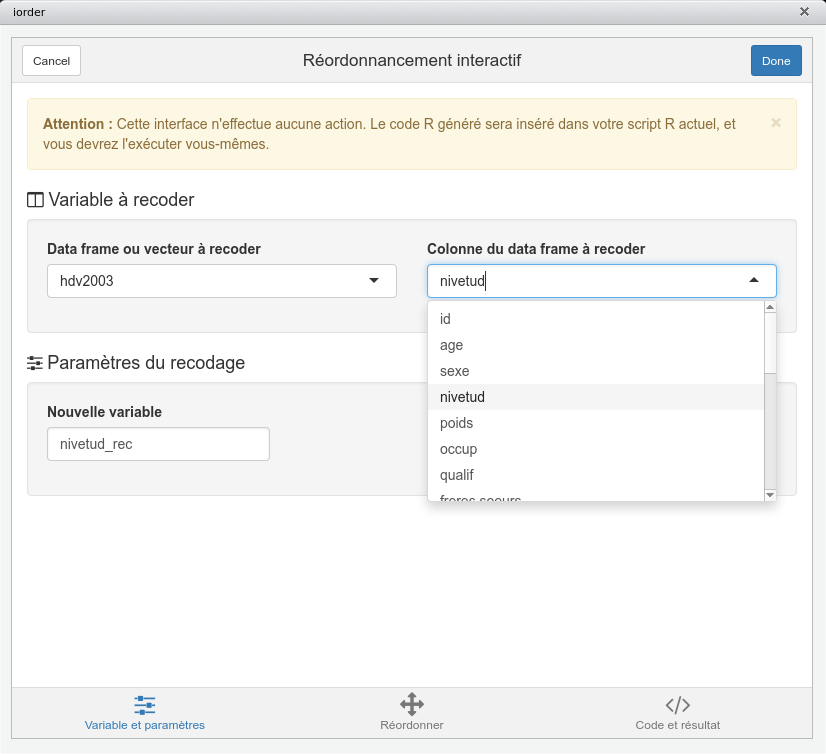 iorder
Cancel
Réordonnancement interactif
Done
Attention : Cette interface n'effectue aucune action. Le code R généré sera inséré dans votre script R actuel, et
vous devrez l'exécuter vous-mêmes.
Variable à recoder
Data frame ou vecteur à recoder
Colonne du data frame à recoder
hdv2003
nivetud
id
age
sexe
nivetud
poids
occup
qualif
freres.soeurs
Paramètres du recodage
Nouvelle variable
nivetud_rec
Variable et paramètres
Réordonner
Code et résultat